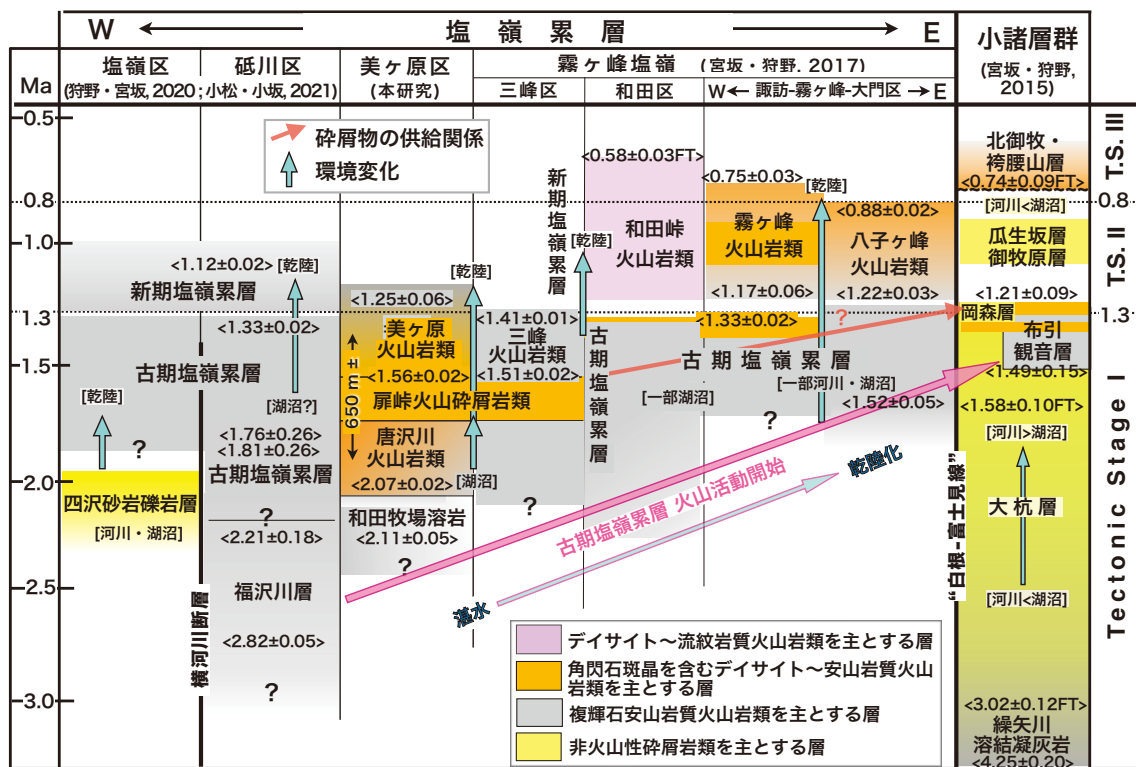 W ← 塩嶺累層 → E
小諸層群
(宮坂・狩野, 2015)
Ma
塩嶺区
(狩野・宮坂, 2020
砥川区
; 小松・小坂, 2021)
美ヶ原区
(本研究)
霧ヶ峰塩嶺 (宮坂・狩野. 2017)
三峰区
和田区
W← 諏訪-霧ヶ峰-大門区 →E
0.5
0.8
1.0
1.3
1.5
2.0
2.5
3.0
砕屑物の供給関係
環境変化
<1.12±0.02>
[乾陸]
新期塩嶺累層
<1.33±0.02>
古期塩嶺累層
[乾陸]
[湖沼?]
?
<1.76±0.26>
<1.81±0.26>
古期塩嶺累層
四沢砂岩礫岩層
[河川・湖沼]
?
<2.21±0.18>
福沢川層
<2.82±0.05>
?
横河川断層
[乾陸]
<1.25±0.06>
美ヶ原
火山岩類
<1.56±0.02>
扉峠火山砕屑岩類
650 m ±
唐沢川
火山岩類
<2.07±0.02>
[湖沼]
和田牧場溶岩
<2.11±0.05>
?
<1.41±0.01>
三峰
火山岩類
<1.51±0.02>
?
新期塩嶺累層
[乾陸]
古期塩嶺累層
<0.58±0.03FT>
和田峠
火山岩類
[一部湖沼]
<0.75±0.03>
[乾陸]
霧ヶ峰
火山岩類
<1.17±0.06>
<1.33±0.02>
?
古期塩嶺累層
[一部河川・湖沼]
?
<0.88±0.02>
八子ヶ峰
火山岩類
<1.22±0.03>
<1.52±0.05>
古期塩嶺累層 火山活動開始
湛水
乾陸化
"白根-富士見線"
北御牧・
袴腰山層
<0.74±0.09FT>
[河川<湖沼]
瓜生坂層
御牧原層
<1.21±0.09>
岡森層
布引
観音層
<1.49±0.15>
<1.58±0.10FT>
[河川>湖沼]
大杭層
[河川<湖沼]
<3.02±0.12FT>
繰矢川
溶結凝灰岩
<4.25±0.20>
T.S. III
0.8
T.S. II
1.3
Tectonic Stage I
デイサイト〜流紋岩質火山岩類を主とする層
角閃石斑晶を含むデイサイト〜安山岩質火山
岩類を主とする層
複輝石安山岩質火山岩類を主とする層
非火山性砕屑岩類を主とする層